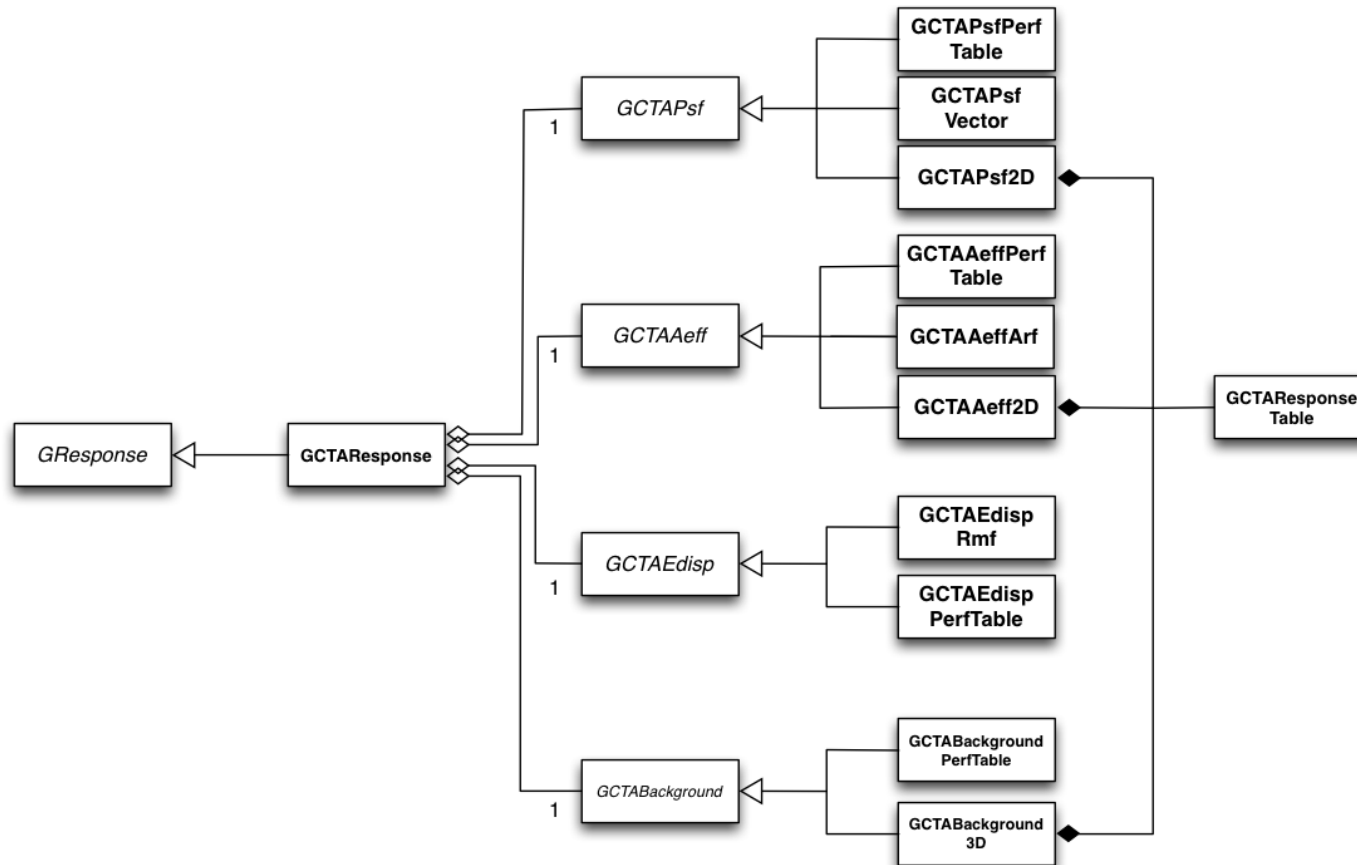 GCTAPsfPerf
Table
GCTAPsf
1
GCTAPsf
Vector
GCTAPsf2D
GCTAAeffPerf
Table
GCTAAeff
1
GCTAAeffArf
GCTAAeff2D
GCTAResponse
Table
GResponse
GCTAResponse
GCTAEdisp
Rmf
GCTAEdisp
1
GCTAEdisp
PerfTable
GCTABackground
PerfTable
GCTABackground
1
GCTABackground
3D